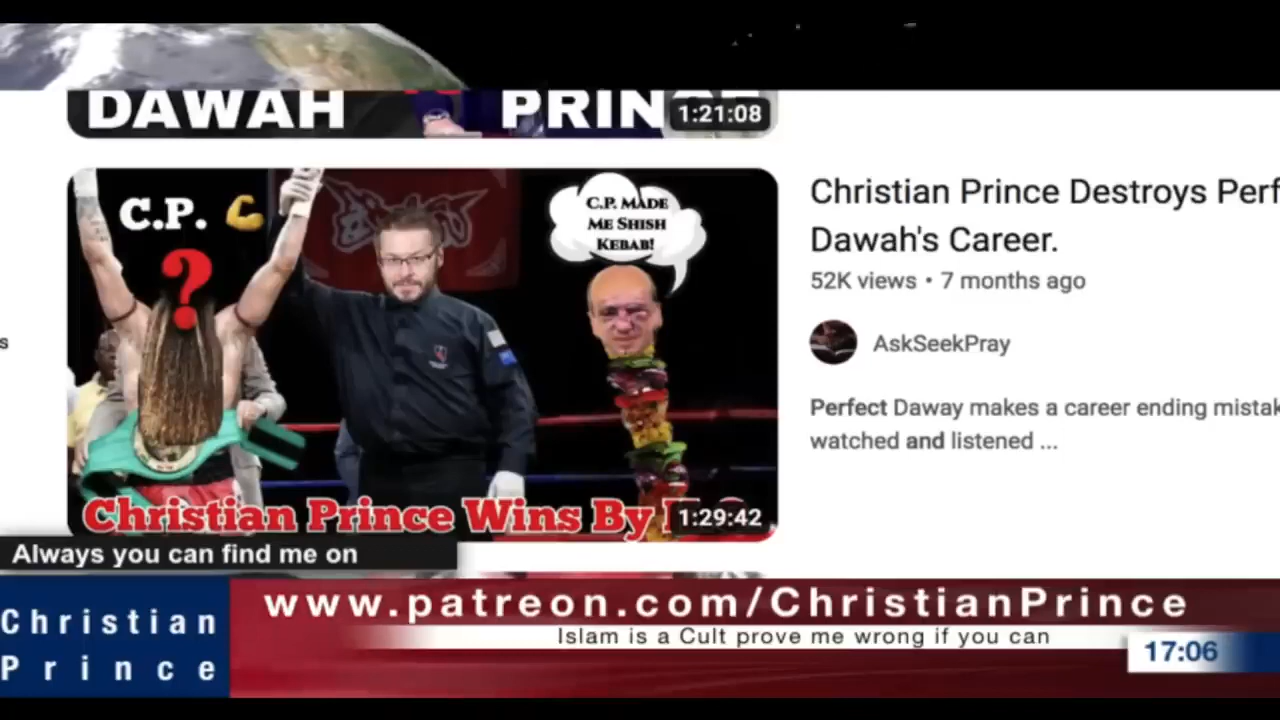 DAWAH PRIN
1:21:08
C.P.
?
C.P. MADE
ME SHISH
KEBAB!
Christian Prince Wins By
1:29:42
Christian Prince Destroys Perf
Dawah's Career.
52K views • 7 months ago
AskSeekPray
Perfect Daway makes a career ending mistak
watched and listened ...
s
Always you can find me on
Christian
Prince
www.patreon.com/ChristianPrince
Islam is a Cult prove me wrong if you can
17:06